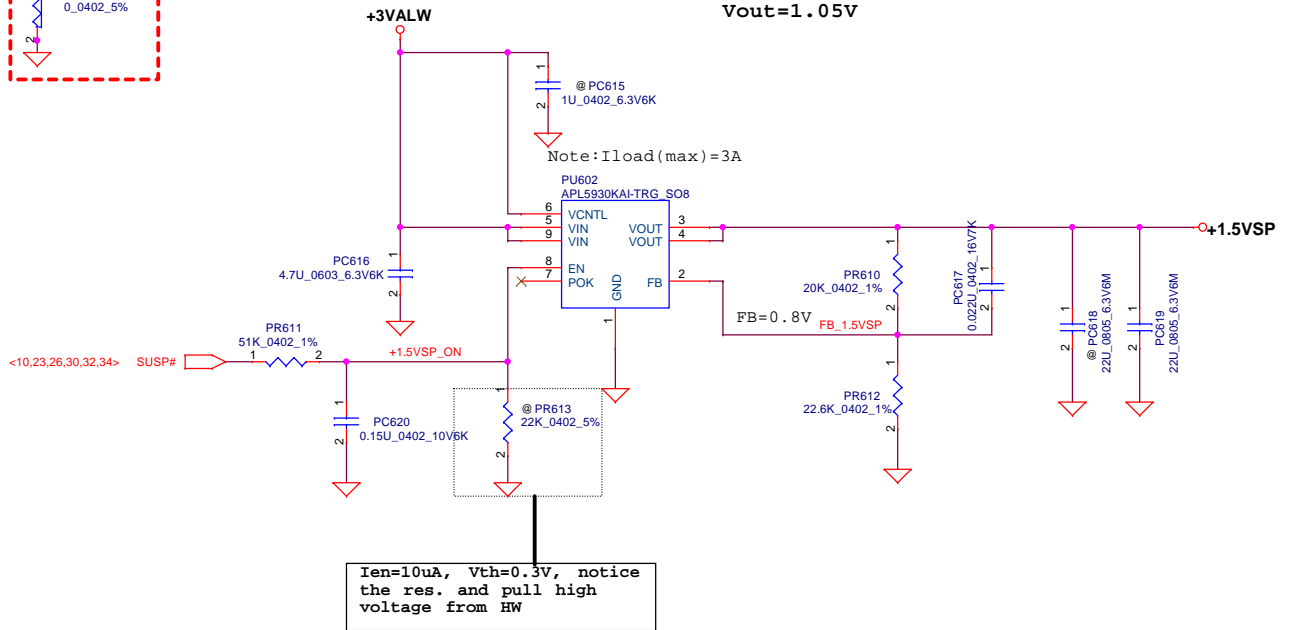 0_0402_5%
2
Vout=1.05V
+3VALW
1
@ PC615
1U_0402_6.3V6K
2
Note:Iload(max)=3A
PU602
APL5930KAI-TRG_SO8
6
VCNTL
5
VIN
9
VIN
8
EN
7
POK
GND
1
VOUT
3
VOUT
4
FB
2
+1.5VSP
1
PC616
4.7U_0603_6.3V6K
2
1
PR610
20K_0402_1%
2
PC617
0.022U_0402_16V7K
1
2
1
2
@ PC618
22U_0805_6.3V6M
1
2
PC619
22U_0805_6.3V6M
FB=0.8V
FB_1.5VSP
PR611
51K_0402_1%
<10,23,26,30,32,34>
SUSP#
1
2
+1.5VSP_ON
1
PC620
0.15U_0402_10V6K
2
1
@ PR613
22K_0402_5%
2
1
PR612
22.6K_0402_1%
2
Ien=10uA, Vth=0.3V, notice
the res. and pull high
voltage from HW